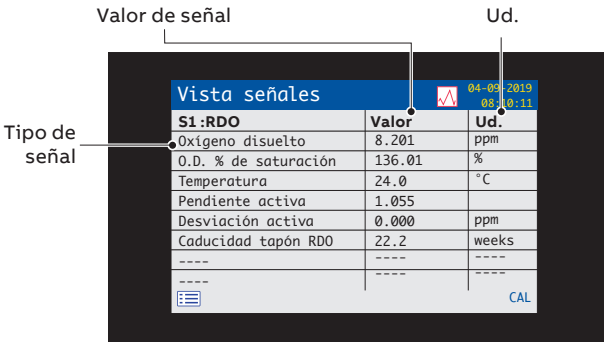 Valor de señal Ud.
Vista señales 04-09-2019
08:10:11
Tipo de señal
S1:RDO Valor Ud.
Oxígeno disuelto 8.201 ppm
O.D. % de saturación 136.01 %
Temperatura 24.0 °C
Pendiente activa 1.055
Desviación activa 0.000 ppm
Caducidad tapón RDO 22.2 weeks
---- ---- ----
---- ---- ----
CAL